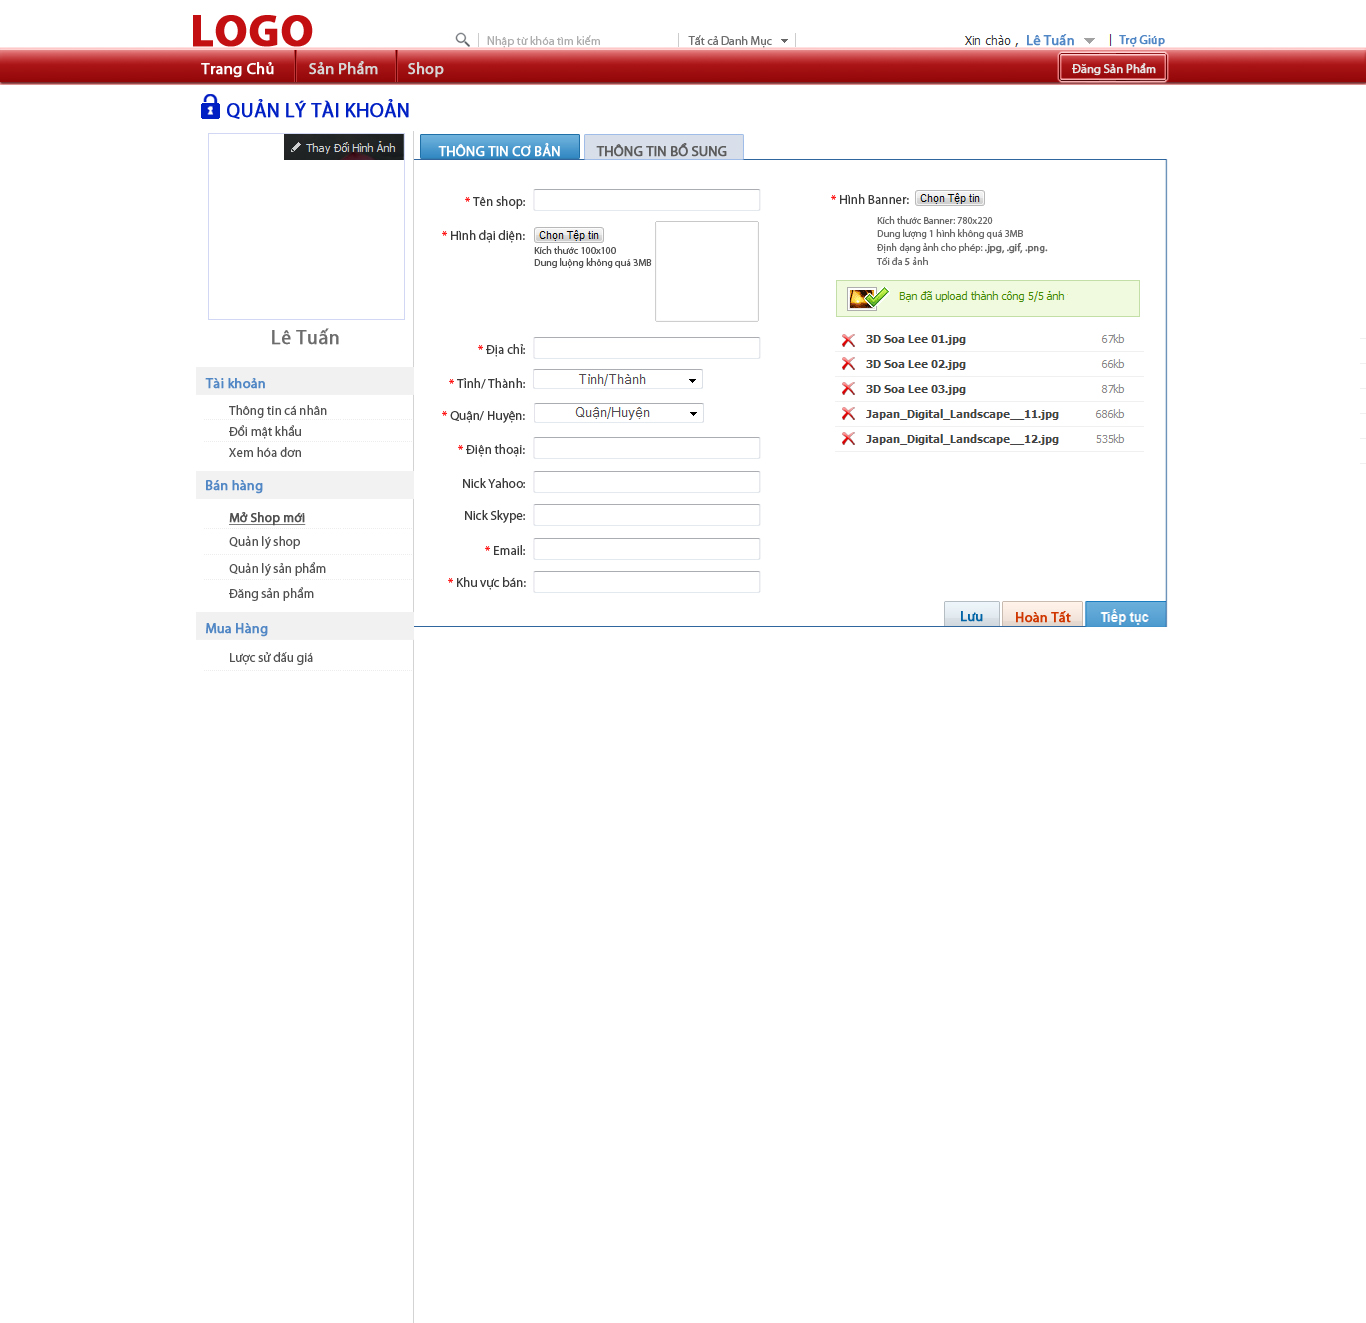 LOGO
Nhập từ khóa tìm kiếm
Tất cả Danh Mục
Xin chào , Lê Tuấn
Trợ Giúp
Trang Chủ
Sản Phẩm
Shop
Đăng Sản Phẩm
QUẢN LÝ TÀI KHOẢN
Thay Đổi Hình Ảnh
Lê Tuấn
Tài khoản
Thông tin cá nhân
Đổi mật khẩu
Xem hóa đơn
Bán hàng
Mở Shop mới
Quản lý shop
Quản lý sản phẩm
Đăng sản phẩm
Mua Hàng
Lược sử đấu giá
THÔNG TIN CƠ BẢN
THÔNG TIN BỔ SUNG
* Tên shop:
* Hình đại diện: Chọn Tệp tin
Kích thước 100x100
Dung luộng không quá 3MB
* Địa chỉ:
* Tỉnh/ Thành: Tỉnh/Thành
* Quận/ Huyện: Quận/Huyện
* Điện thoại:
Nick Yahoo:
Nick Skype:
* Email:
* Khu vực bán:
* Hình Banner: Chọn Tệp tin
Kích thước Banner: 780x220
Dung lượng 1 hình không quá 3MB
Định dạng ảnh cho phép: .jpg, .gif, .png.
Tối đa 5 ảnh
Bạn đã upload thành công 5/5 ảnh
3D Soa Lee 01.jpg 67kb
3D Soa Lee 02.jpg 66kb
3D Soa Lee 03.jpg 87kb
Japan_Digital_Landscape__11.jpg 686kb
Japan_Digital_Landscape__12.jpg 535kb
Lưu
Hoàn Tất
Tiếp tục